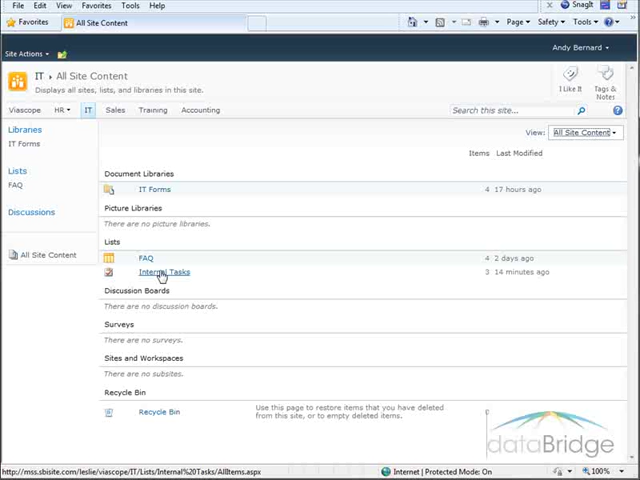 File Edit View Favorites Tools Help SnagIt
Favorites All Site Content Page Safety Tools
Site Actions Andy Bernard
IT All Site Content
Displays all sites, lists, and libraries in this site.
I Like It Tags & Notes
Viascope HR IT Sales Training Accounting Search this site...
Libraries
IT Forms
Lists
FAQ
Discussions
All Site Content
View: All Site Content
Items Last Modified
Document Libraries
IT Forms 4 17 hours ago
Picture Libraries
There are no picture libraries.
Lists
FAQ 4 2 days ago
Internal Tasks 3 14 minutes ago
Discussion Boards
There are no discussion boards.
Surveys
There are no surveys.
Sites and Workspaces
There are no subsites.
Recycle Bin
Recycle Bin Use this page to restore items that you have deleted from this site, or to empty deleted items. 0
dataBridge
http://mss.sbisite.com/leslie/viascope/IT/Lists/Internal%20Tasks/AllItems.aspx Internet | Protected Mode: On 100%